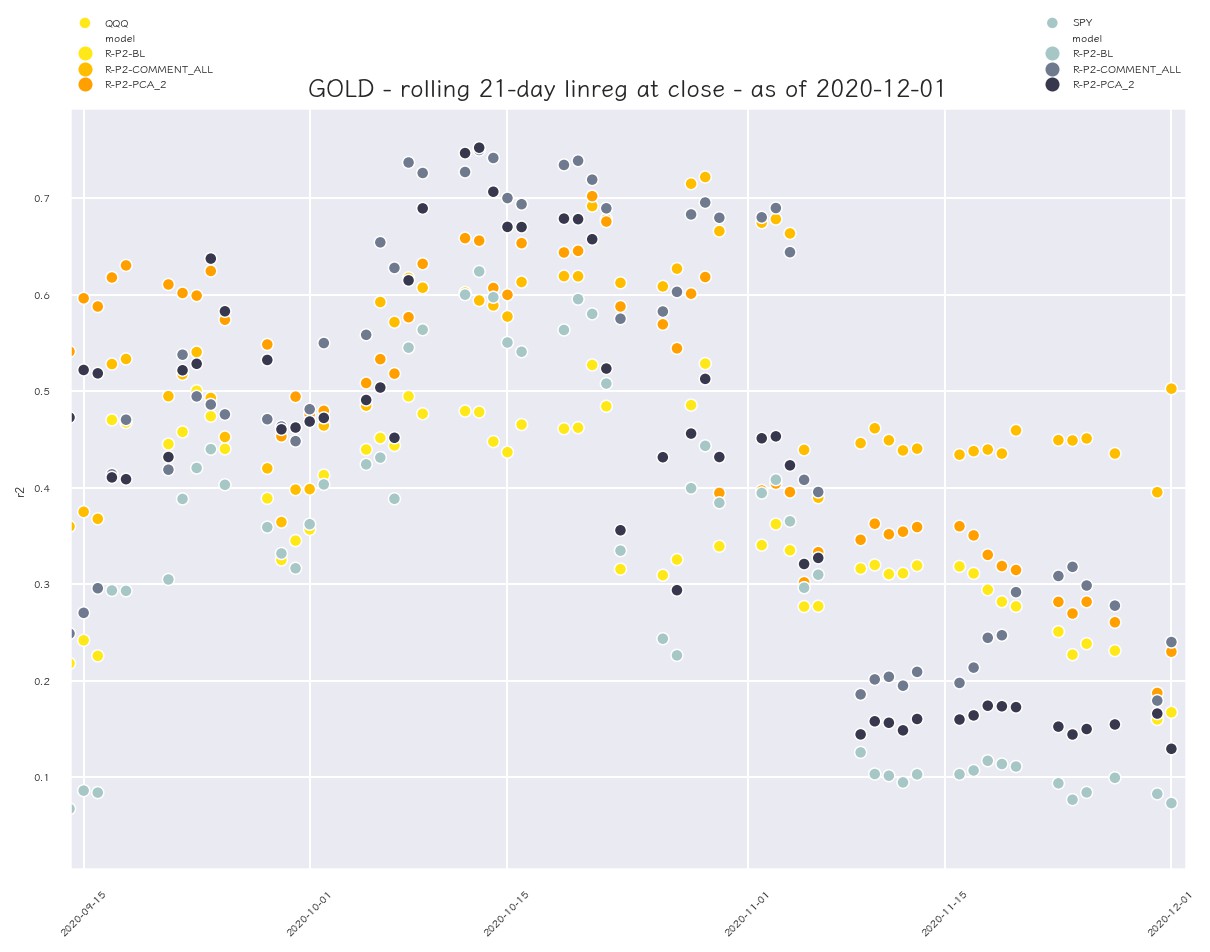 QQQ
model
R-P2-BL
R-P2-COMMENT_ALL
R-P2-PCA_2
SPY
model
R-P2-BL
R-P2-COMMENT_ALL
R-P2-PCA_2
GOLD - rolling 21-day linreg at close - as of 2020-12-01
r2
0.7
0.6
0.5
0.4
0.3
0.2
0.1
2020-09-15
2020-10-01
2020-10-15
2020-11-01
2020-11-15
2020-12-01